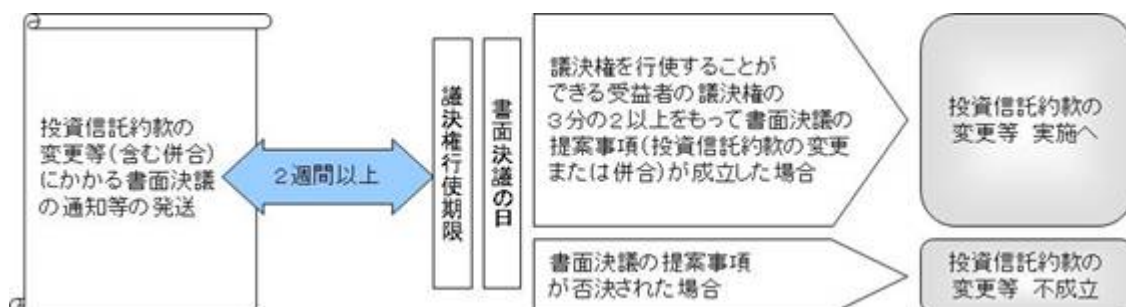 投資信託約款の
変更等(含む併合)
にかかる書面決議
の通知等の発送
２週間以上
議決権行使期限
書面決議の日
議決権を行使することが
できる受益者の議決権の
３分の２以上をもって書面決議の
提案事項(投資信託約款の変更
または併合)が成立した場合
投資信託約款の
変更等 実施へ
書面決議の提案事項
が否決された場合
投資信託約款の
変更等 不成立